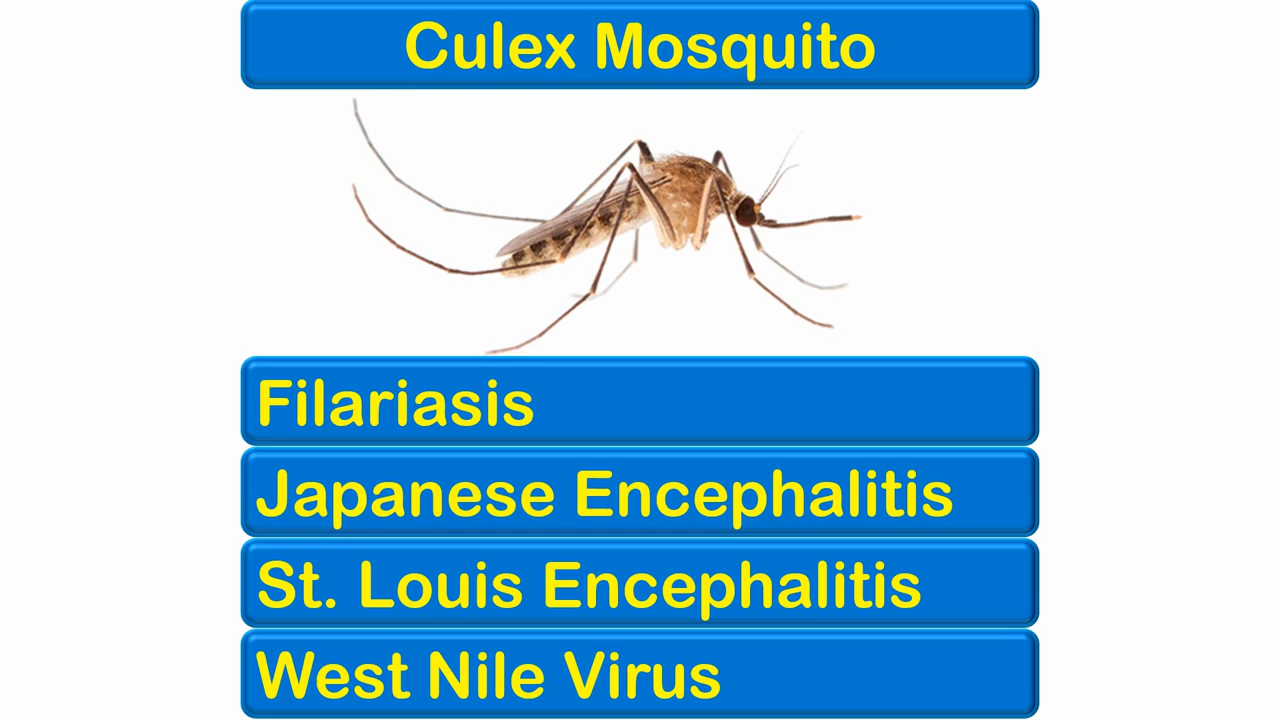 Culex Mosquito
Filariasis
Japanese Encephalitis
St. Louis Encephalitis
West Nile Virus